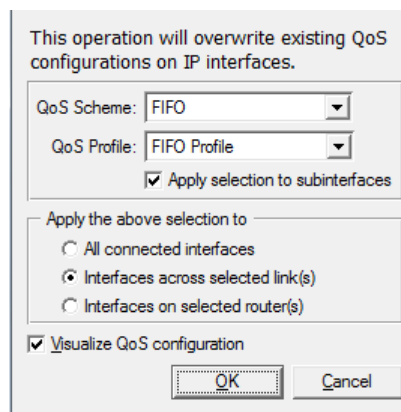 This operation will overwrite existing QoS
configurations on IP interfaces.
QoS Scheme: FIFO
QoS Profile: FIFO Profile
Apply selection to subinterfaces
Apply the above selection to
All connected interfaces
Interfaces across selected link(s)
Interfaces on selected router(s)
Visualize QoS configuration
OK Cancel